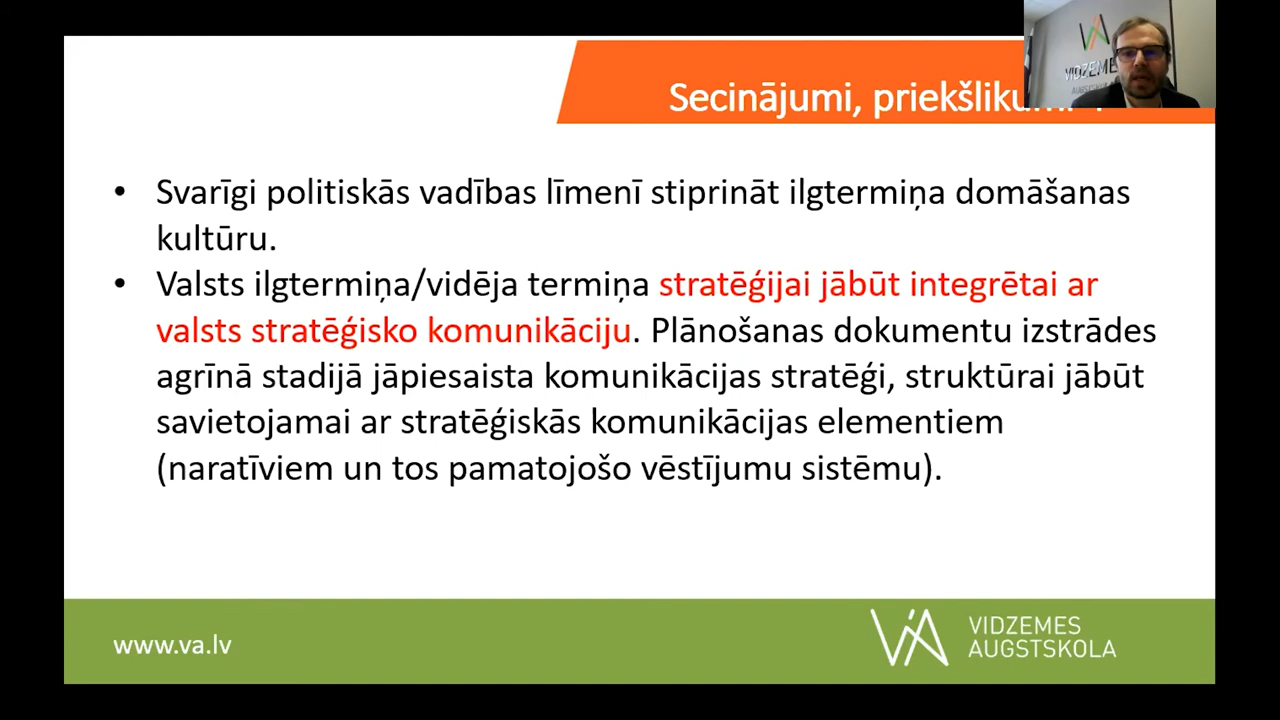 Secinājumi,
VIDZEME
AUGSTSKOLA
• Svarīgi politiskās vadības līmenī stiprināt ilgtermiņa domāšanas
kultūru.
• Valsts ilgtermiņa/vidēja termiņa stratēģijai jābūt integrētai ar
valsts stratēģisko komunikāciju. Plānošanas dokumentu izstrādes
agrīnā stadijā jāpiesaista komunikācijas stratēģi, struktūrai jābūt
savietojamai ar stratēģiskās komunikācijas elementiem
(naratīviem un tos pamatojošo vēstījumu sistēmu).
www.va.lv
VIDZEMES
AUGSTSKOLA